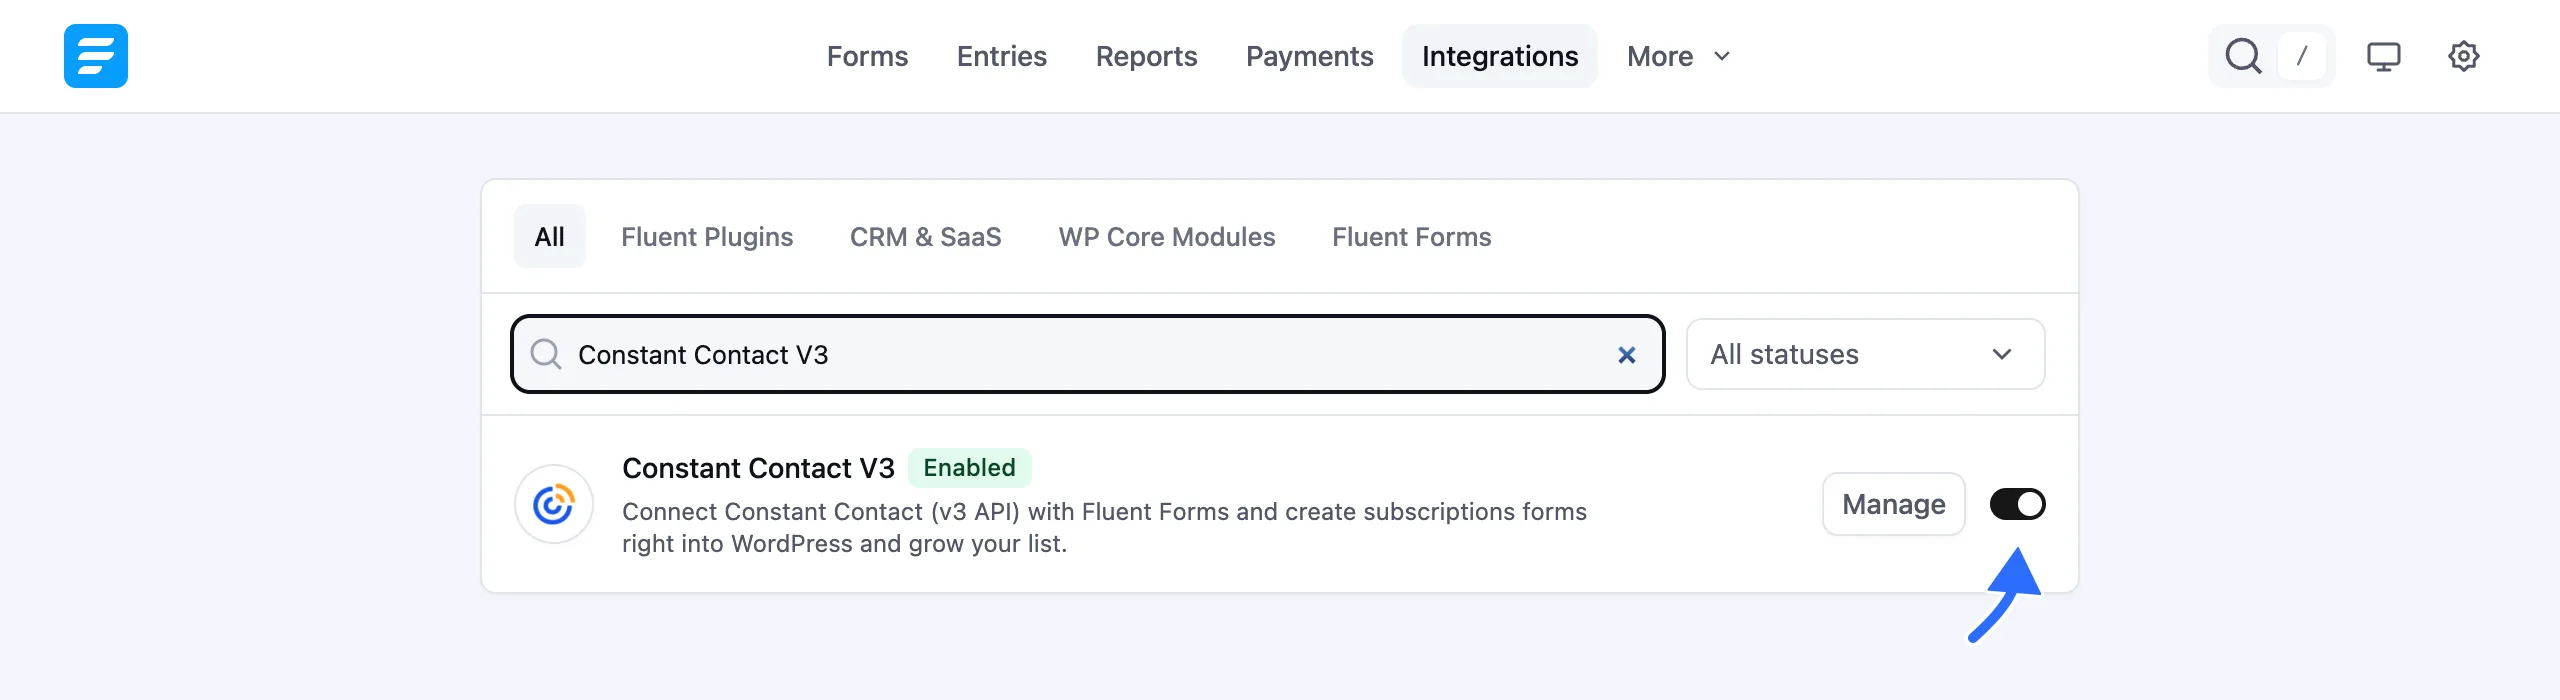 Forms Entries Reports Payments Integrations More /
All Fluent Plugins CRM & SaaS WP Core Modules Fluent Forms
Constant Contact V3 All statuses
Constant Contact V3 Enabled
Connect Constant Contact (v3 API) with Fluent Forms and create subscriptions forms
right into WordPress and grow your list.
Manage